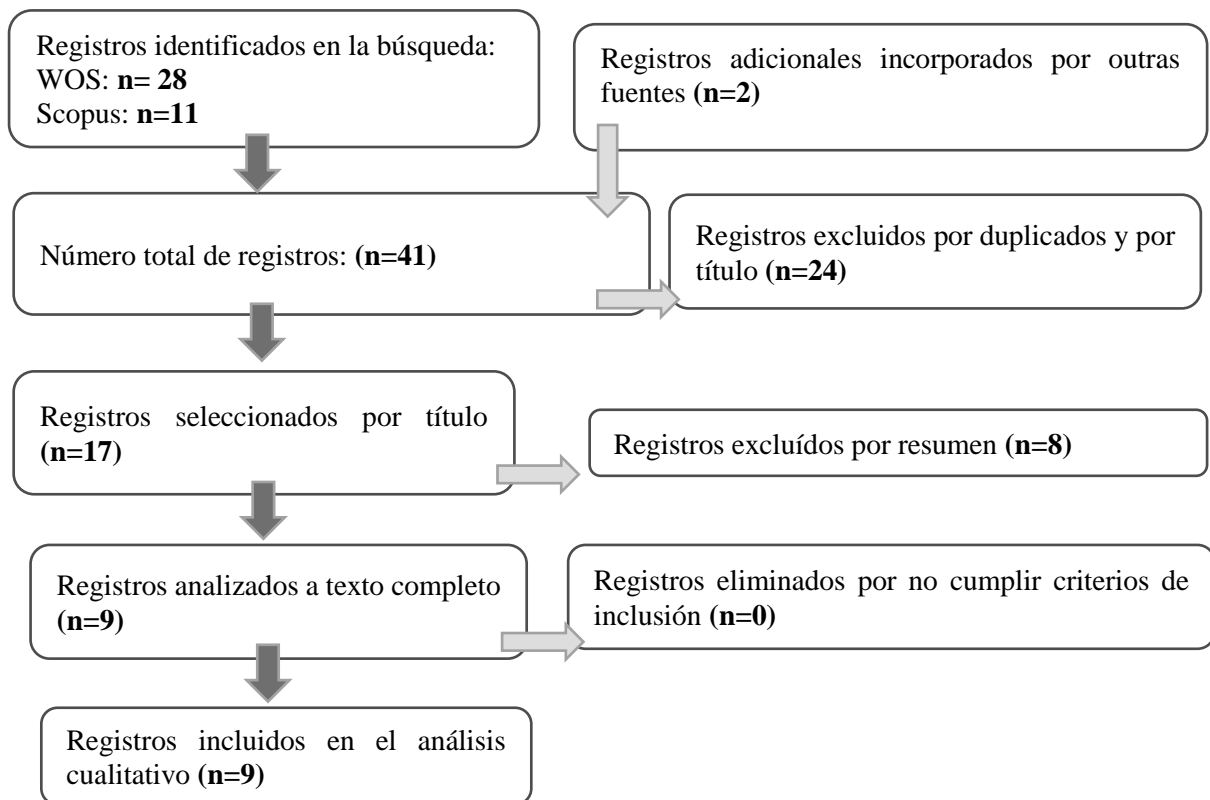 Registros identificados en la búsqueda:
WOS: n= 28
Scopus: n=11
Registros adicionales incorporados por outras
fuentes (n=2)
Número total de registros: (n=41)
Registros excluidos por duplicados y por
título (n=24)
Registros seleccionados por título
(n=17)
Registros excluídos por resumen (n=8)
Registros analizados a texto completo
(n=9)
Registros eliminados por no cumplir criterios de
inclusión (n=0)
Registros incluidos en el análisis
cualitativo (n=9)